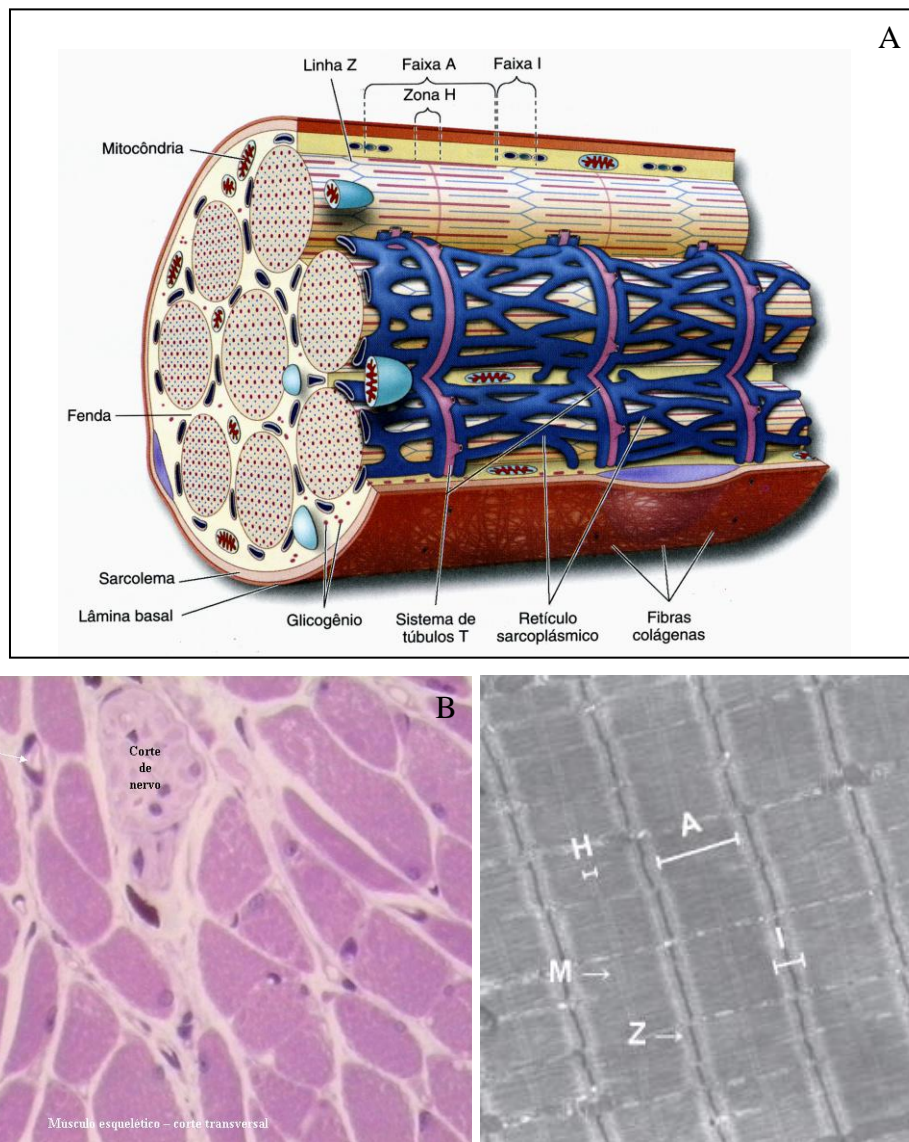 A
Linha Z
Faixa A
Faixa I
Zona H
Mitocôndria
Fenda
Sarcolema
Lâmina basal
Glicogênio
Sistema de
túbulos T
Retículo
sarcoplásmico
Fibras
colágenas
B
Corte
de
nervo
Músculo esquelético – corte transversal
A
H
I
M
Z